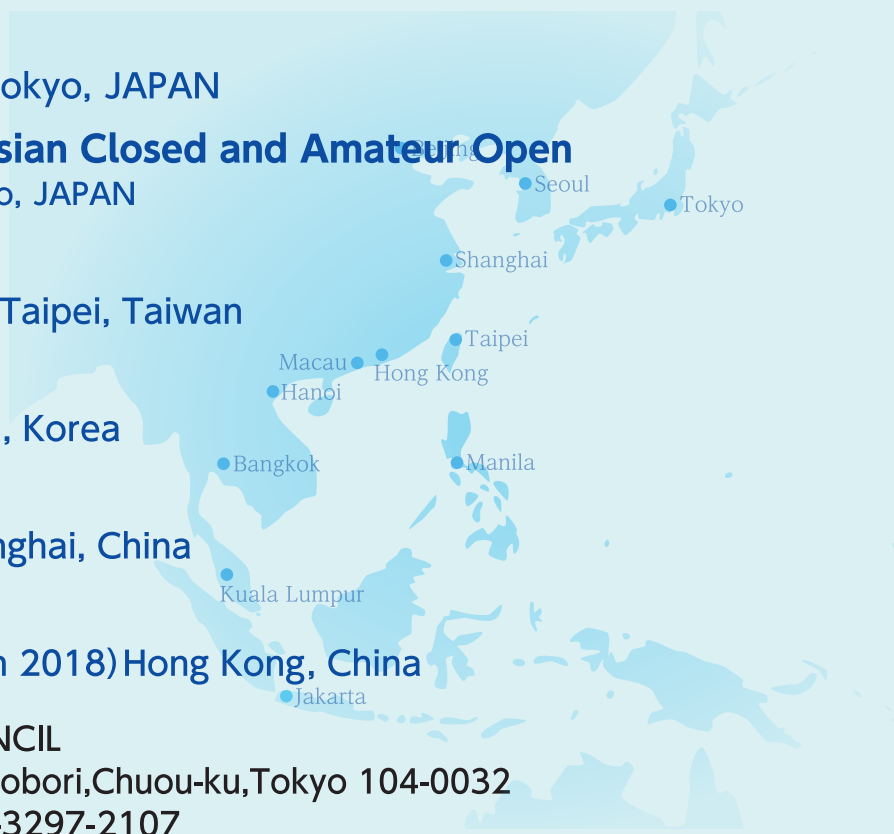 okyo, JAPAN
sian Closed and Amateur Open
Beijing
o, JAPAN
Seoul
Tokyo
Shanghai
Taipei, Taiwan
Taipei
Macau
Hong Kong
Hanoi
, Korea
Bangkok
Manila
nghai, China
Kuala Lumpur
n 2018) Hong Kong, China
Jakarta
NCIL
obori,Chuou-ku,Tokyo 104-0032
-3297-2107